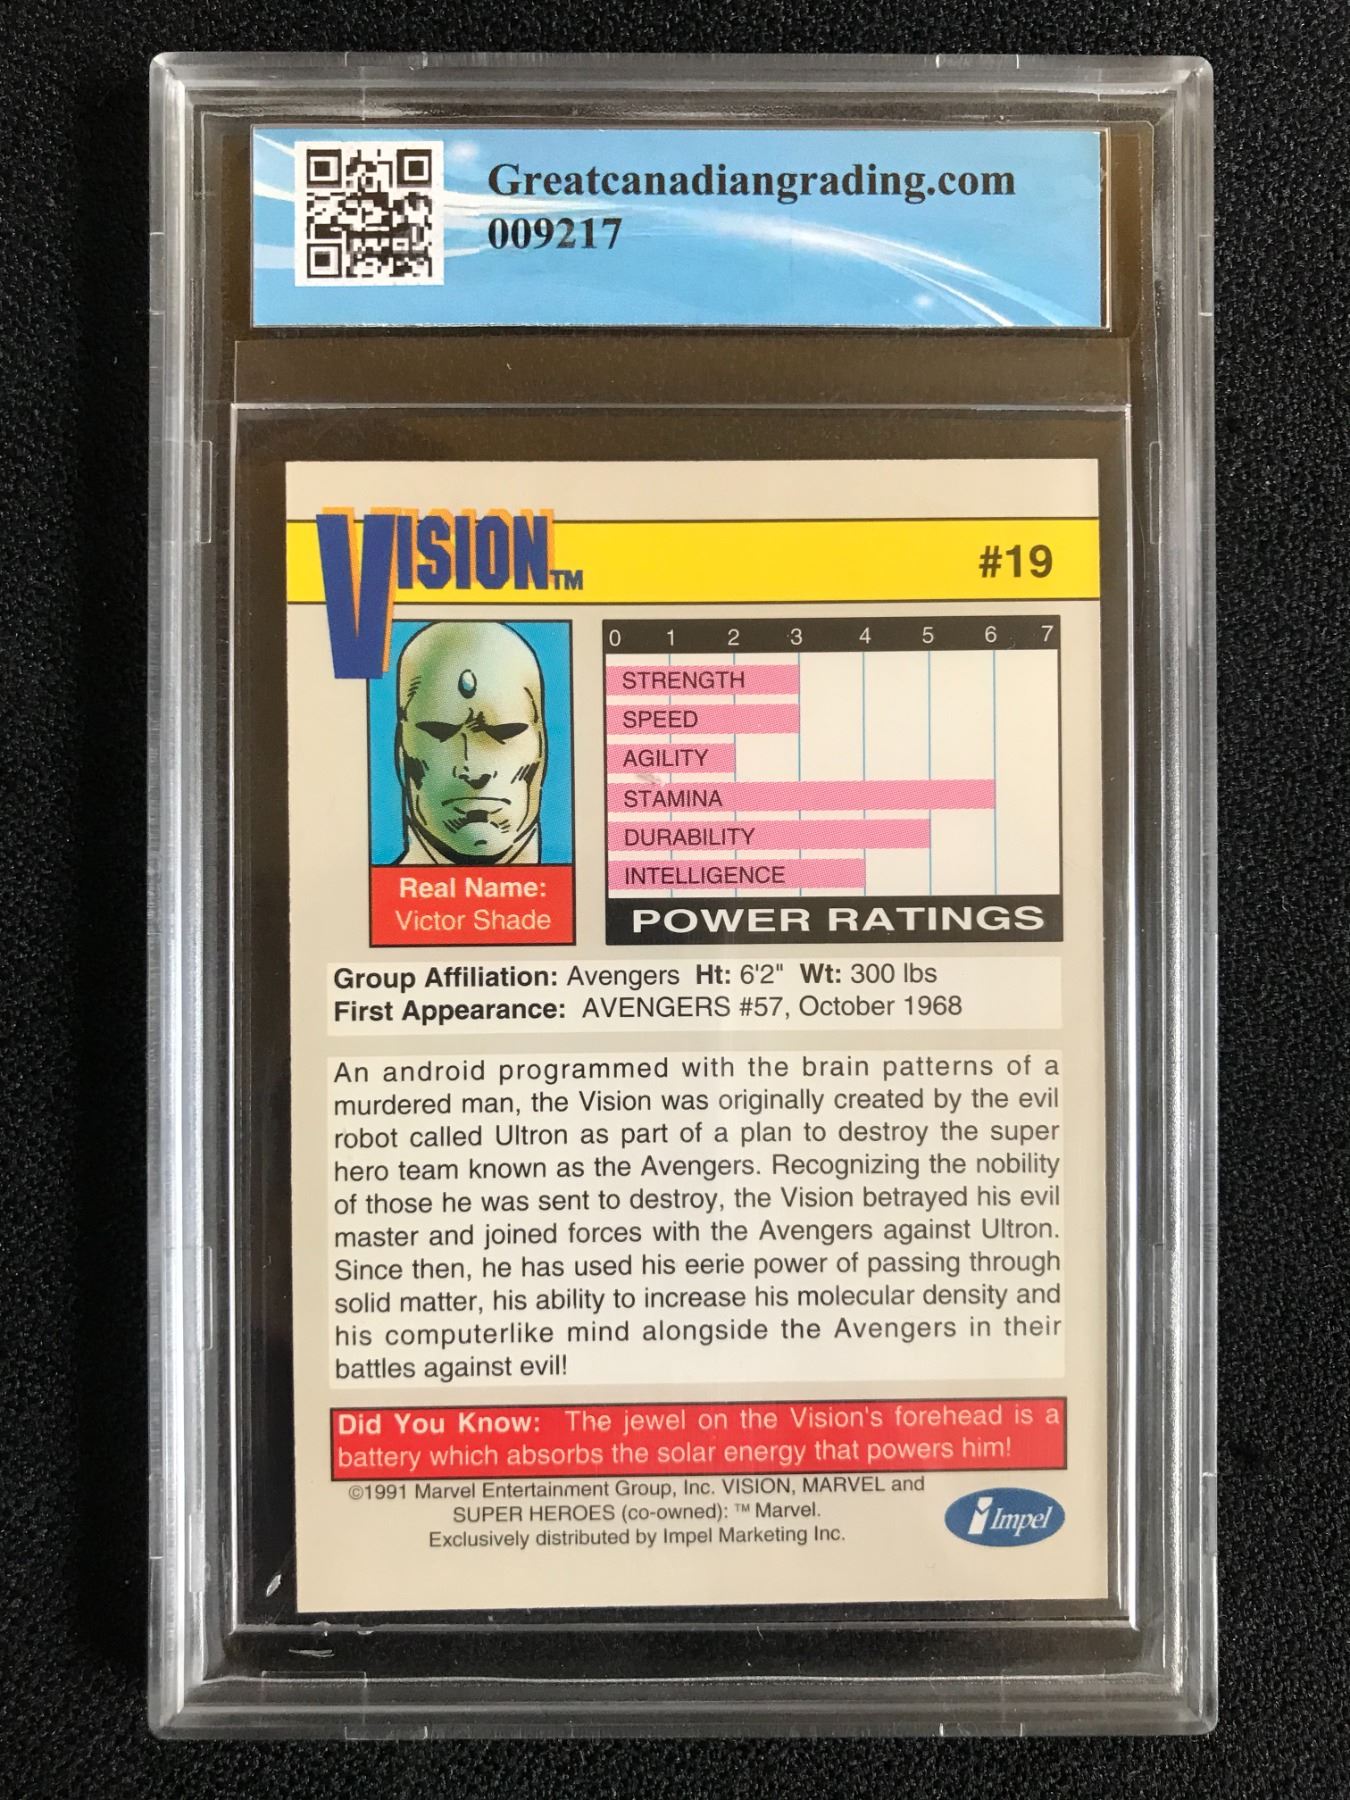 Greatcanadiangrading.com
009217
VISION™
#19
0 1 2 3 4 5 6 7
STRENGTH
SPEED
AGILITY
STAMINA
DURABILITY
INTELLIGENCE
POWER RATINGS
Real Name:
Victor Shade
Group Affiliation: Avengers Ht: 6'2" Wt: 300 lbs
First Appearance: AVENGERS #57, October 1968
An android programmed with the brain patterns of a
murdered man, the Vision was originally created by the evil
robot called Ultron as part of a plan to destroy the super
hero team known as the Avengers. Recognizing the nobility
of those he was sent to destroy, the Vision betrayed his evil
master and joined forces with the Avengers against Ultron.
Since then, he has used his eerie power of passing through
solid matter, his ability to increase his molecular density and
his computerlike mind alongside the Avengers in their
battles against evil!
Did You Know: The jewel on the Vision's forehead is a
battery which absorbs the solar energy that powers him!
©1991 Marvel Entertainment Group, Inc. VISION, MARVEL and
SUPER HEROES (co-owned): ™ Marvel.
Exclusively distributed by Impel Marketing Inc.
Impel